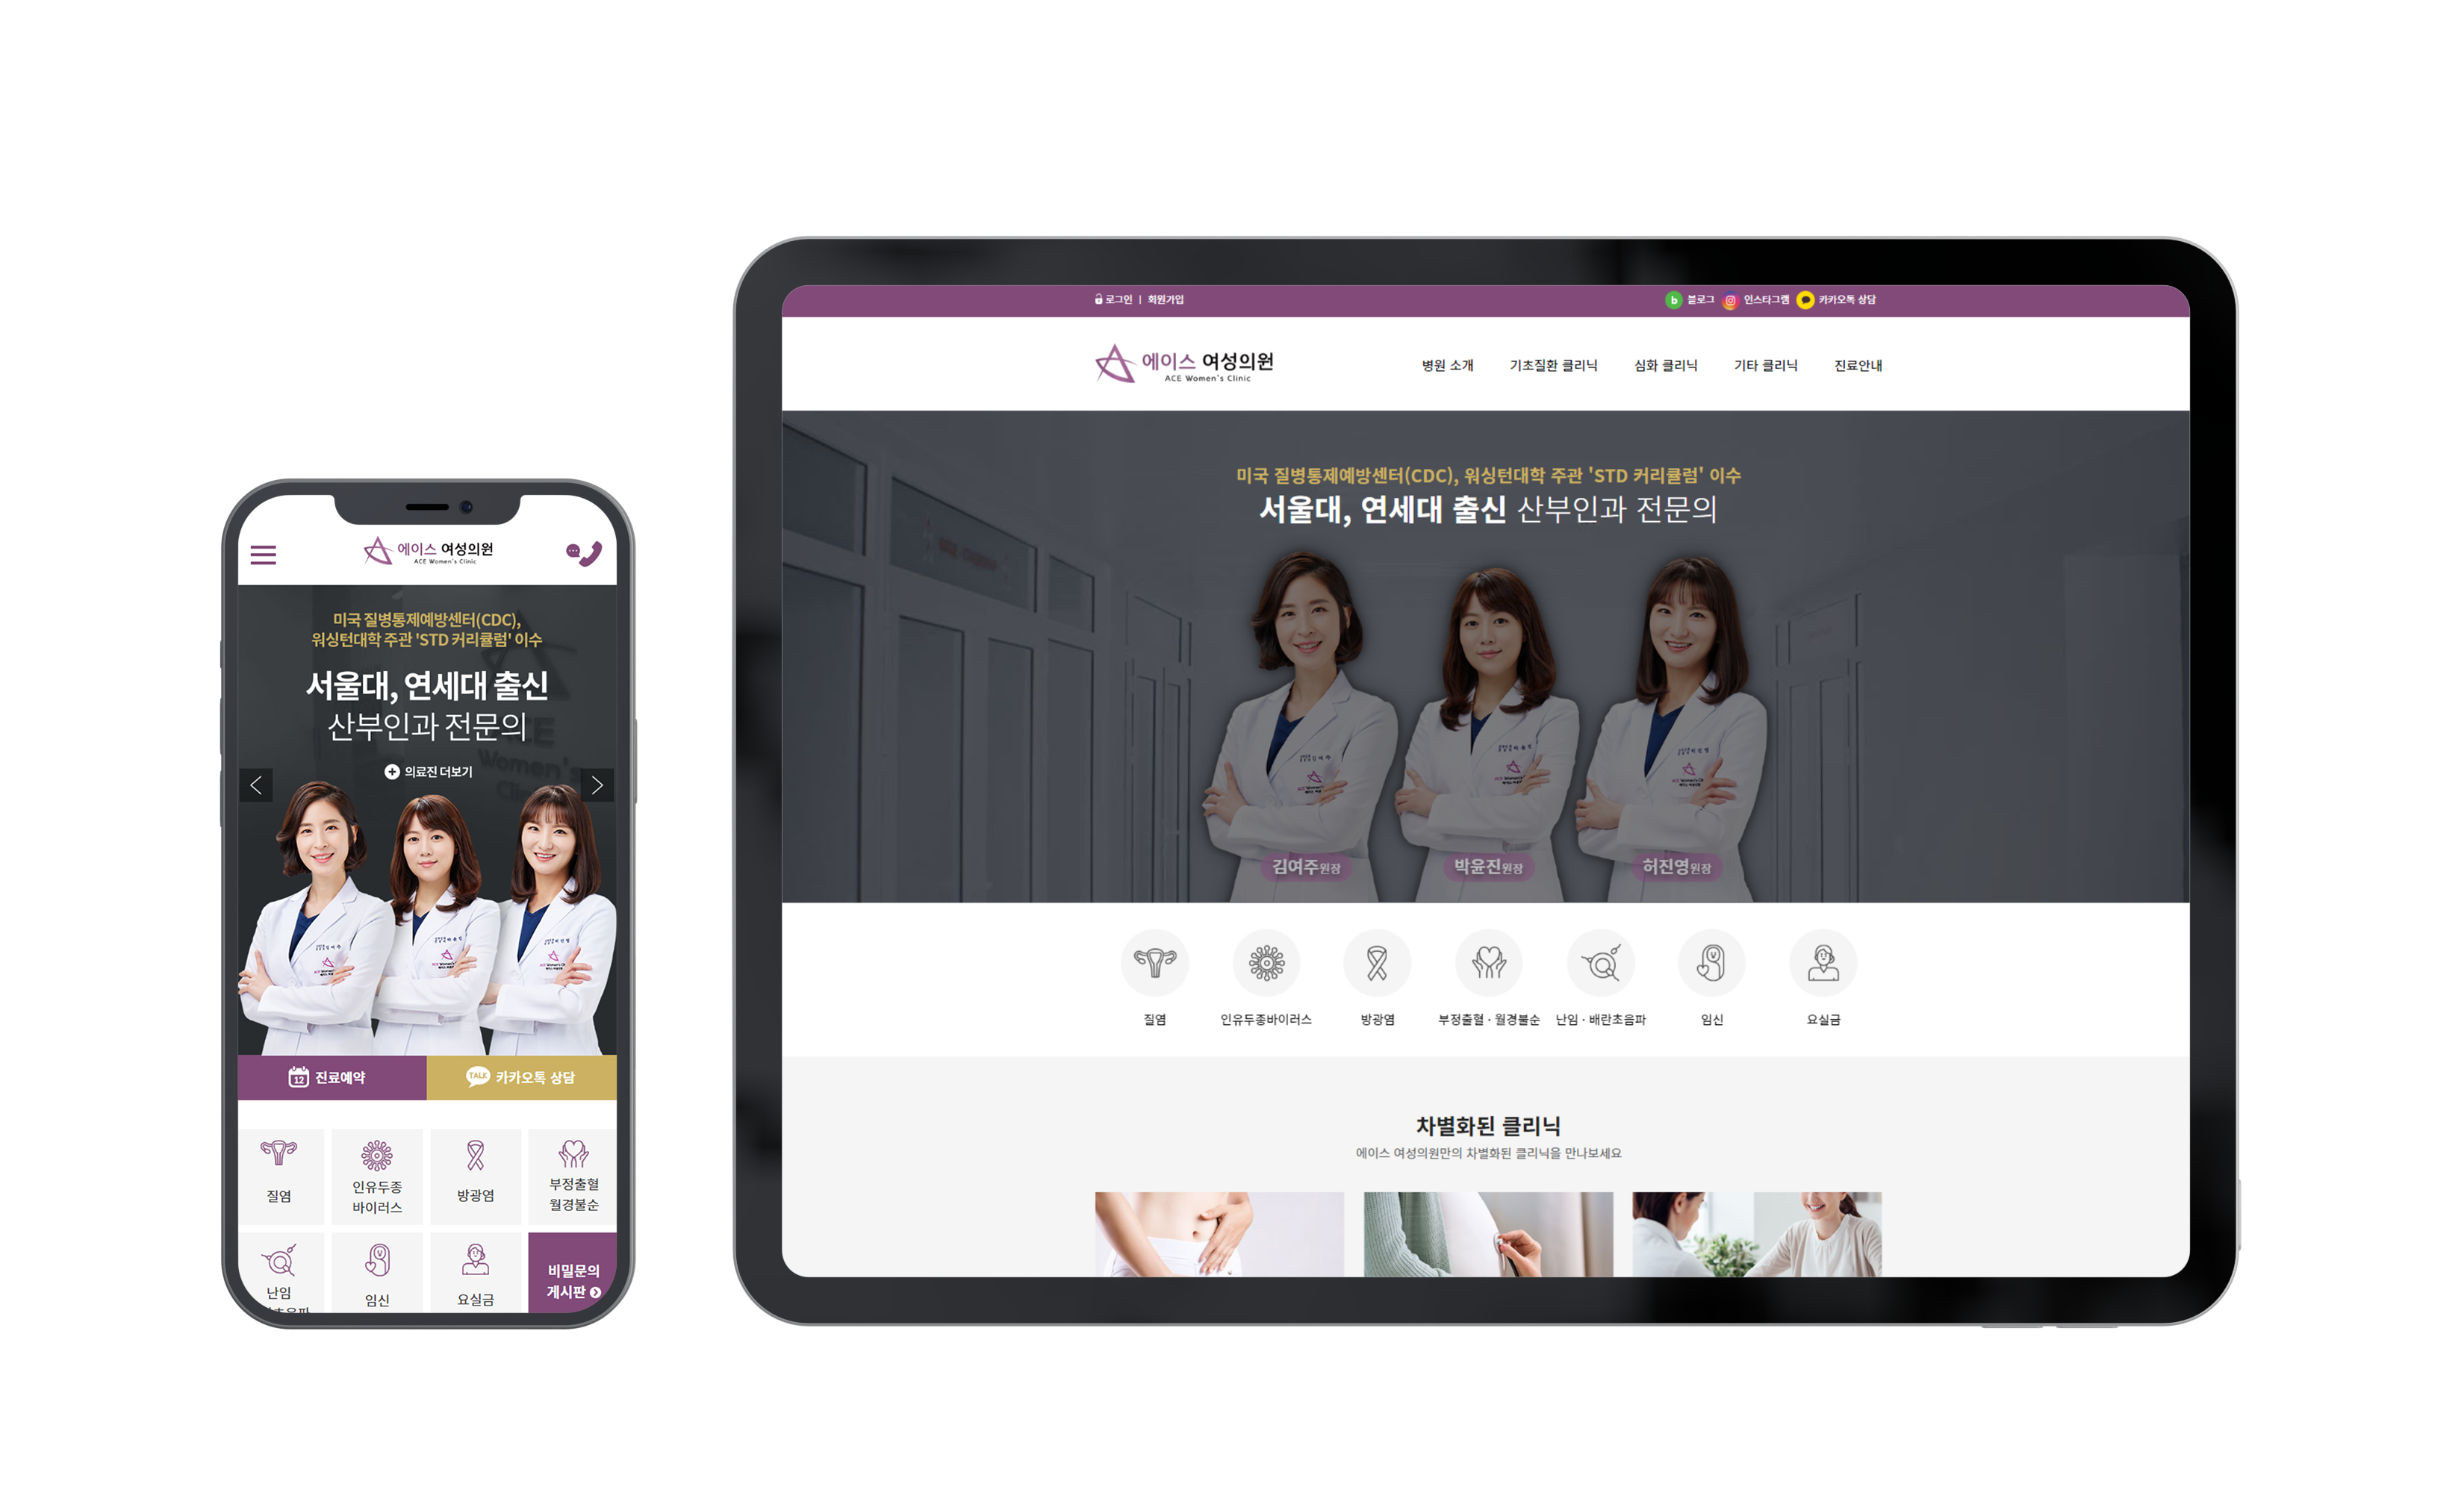 에이스 여성의원
ACE Women's Clinic
미국 질병통제예방센터(CDC),
워싱턴대학 주관 'STD 커리큘럼' 이수
서울대, 연세대 출신
산부인과 전문의
의료진 더보기
Women's
진료예약
TALK 카카오톡 상담
12
질염
인유두종
바이러스
방광염
부정출혈
월경불순
난임
임신
요실금
비밀문의
게시판
로그인 | 회원가입
블로그 인스타그램 카카오톡 상담
에이스 여성의원
ACE Women's Clinic
병원 소개 기초질환 클리닉 심화 클리닉 기타 클리닉 진료안내
미국 질병통제예방센터(CDC), 워싱턴대학 주관 'STD 커리큘럼' 이수
서울대, 연세대 출신 산부인과 전문의
김여주원장 박윤진원장 허진영원장
질염 인유두종바이러스 방광염 부정출혈 · 월경불순 난임 · 배란초음파 임신 요실금
차별화된 클리닉
에이스 여성의원만의 차별화된 클리닉을 만나보세요